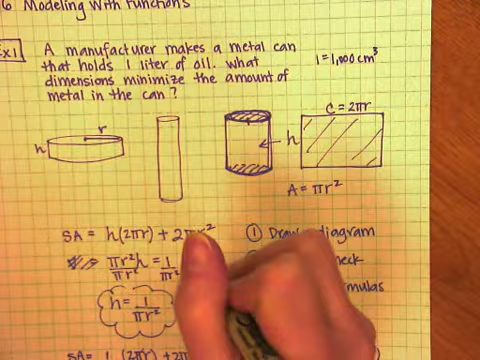 6 Modeling With Functions
Ex1 A manufacturer makes a metal can
that holds 1 liter of oil. what
dimensions minimize the amount of
metal in the can?
1 = 1,000 cm³
r
h
h
C = 2πr
A = πr²
SA = h(2πr) + 2πr²
πr²h = 1
πr² πr²
h = 1
πr²
SA = 1 (2πr) + 2π
① Draw diagram
eck
mulas